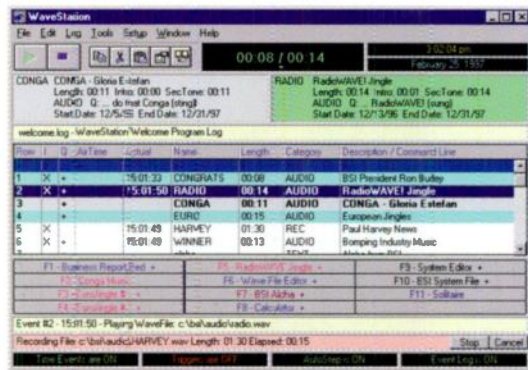 WaveStation
File Edit Log Tools Setup Window Help
00:08 / 00:14
3:02:04 pm
February 25, 1997
CONGA CONGA - Gloria Estefan
Length: 00:11 Intro: 00:00 SecTone: 00:11
AUDIO Q: ... do that Conga [sting]
Start Date: 12/5/95 End Date: 12/31/97
RADIO RadioWAVE! Jingle
Length: 00:14 Intro: 00:01 SecTone: 00:14
AUDIO Q: ... RadioWAVE! [sung]
Start Date: 12/13/95 End Date: 12/31/97
welcome.log - WaveStation Welcome Program Log
Row I Q AirTime Actual Name Length Category Description / Command Line
1 X + 15:01:33 CONGRATS 00:08 AUDIO BSI President Ron Burley
2 X + 15:01:50 RADIO 00:14 AUDIO RadioWAVE! Jingle
3 + CONGA 00:11 AUDIO CONGA - Gloria Estefan
4 + EURO 00:15 AUDIO European Jingles
5 X 15:01:49 HARVEY 01:30 REC Paul Harvey News
6 X + 15:01:49 WINNER 00:13 AUDIO Bomping Industry Music
F1 - Business Report,2ed + F5 - RadioWAVE Jingle + F9 - System Editor +
F2 - Conga Music F6 - Wave File Editor + F10 - BSI System File +
F3 - EuroJingle # + F7 - BSI Aloha + F11 - Solitaire
F4 - EuroJingle # + F8 - Calculator +
Event #2 - 15:01:50 - Playing WaveFile: c:\bsi\audio\radio.wav
Recording File: c:\bsi\audio\HARVEY.wav Length: 01:30 Elapsed: 00:15 Stop Cancel
Time Events are ON Triggers are OFF AutoStep is ON Event Log is ON